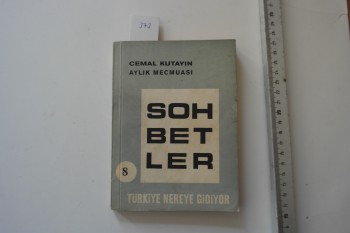 CEMAL KUTAYIN
AYLIK MECMUASI
SOH
BET
LER
8
TÜRKİYE NEREYE GİDİYOR